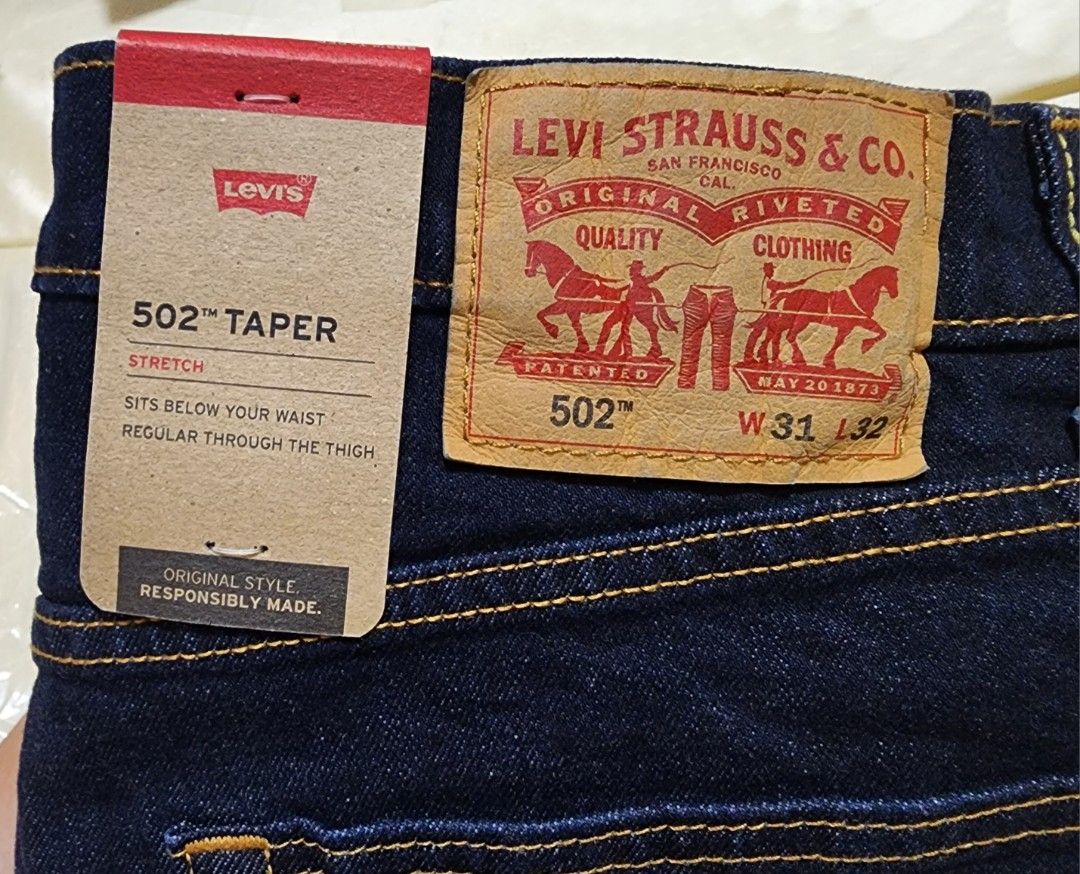 Levi's®
502™ TAPER
STRETCH
SITS BELOW YOUR WAIST
REGULAR THROUGH THE THIGH
ORIGINAL STYLE,
RESPONSIBLY MADE.
LEVI STRAUSS & CO.
SAN FRANCISCO
CAL.
ORIGINAL RIVETED
QUALITY CLOTHING
PATENTED MAY 20 1873
502™ W 31 L 32